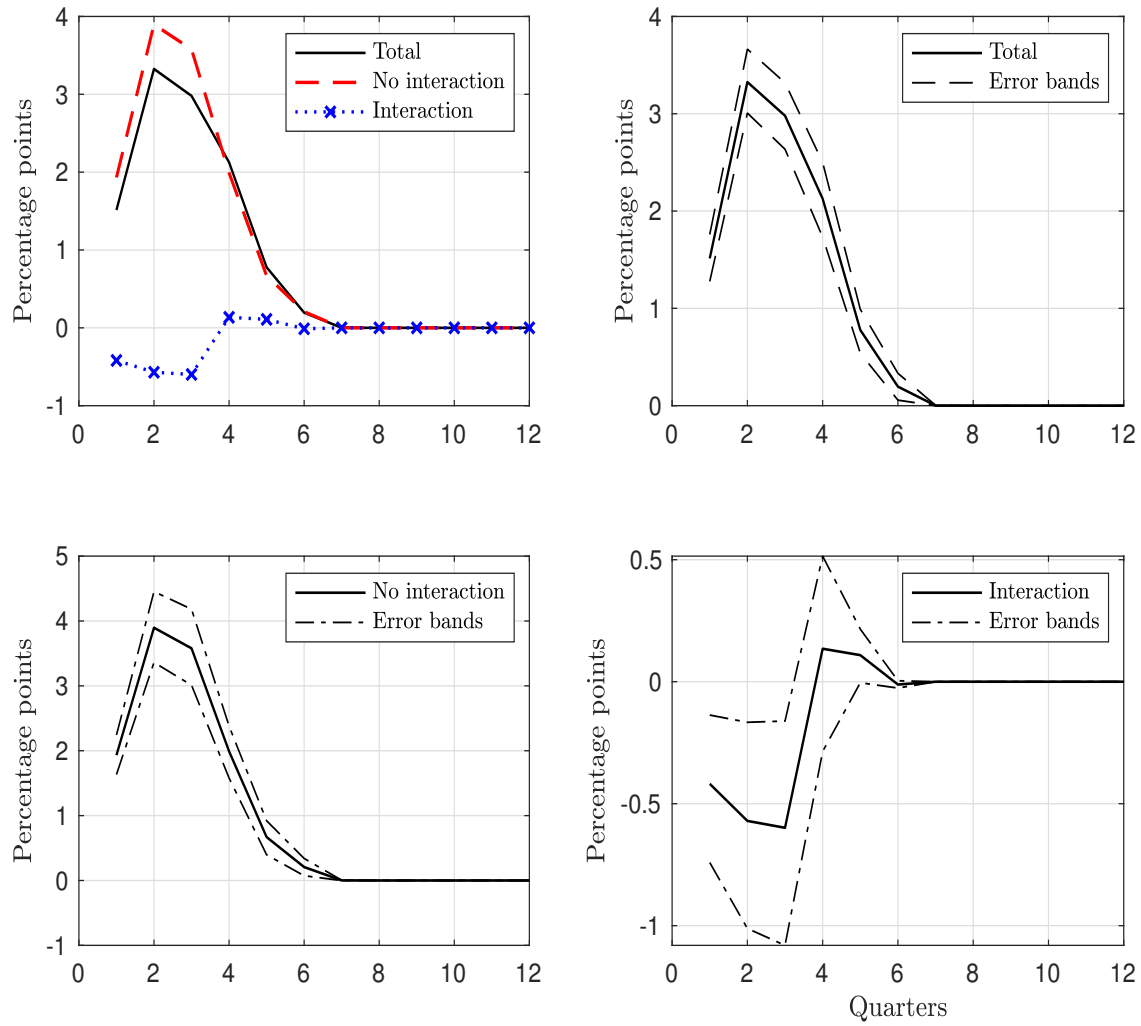 Total
No interaction
Interaction
Percentage points
4
3
2
1
0
-1
0 2 4 6 8 10 12
Total
Error bands
Percentage points
4
3
2
1
0
0 2 4 6 8 10 12
No interaction
Error bands
Percentage points
5
4
3
2
1
0
-1
0 2 4 6 8 10 12
Interaction
Error bands
Percentage points
0.5
0
-0.5
-1
0 2 4 6 8 10 12
Quarters